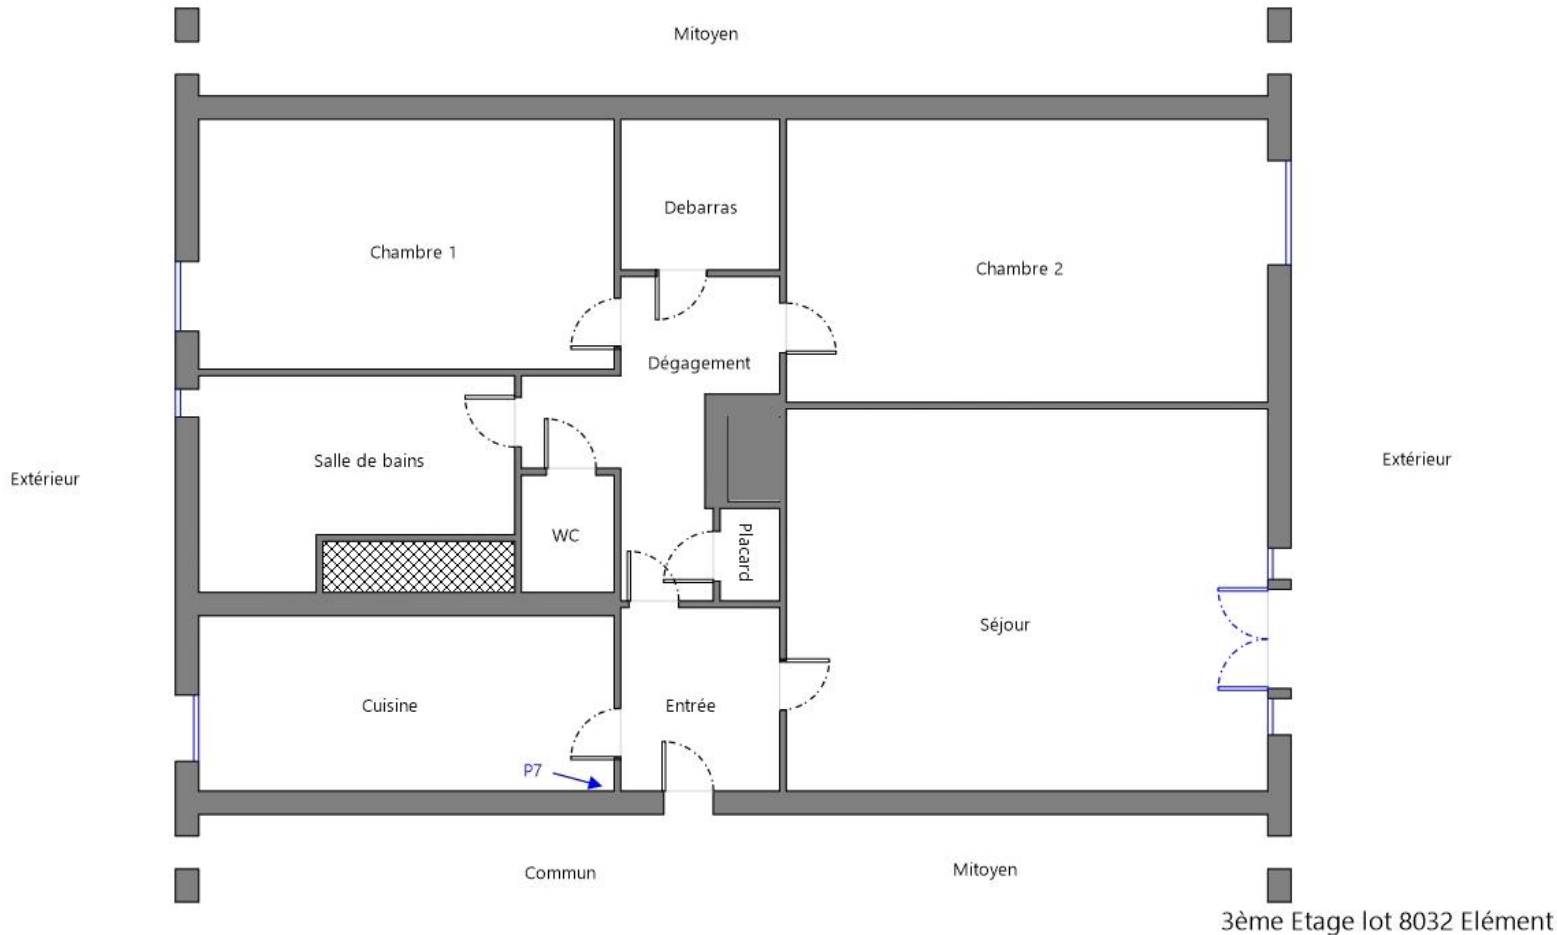 Mitoyen
Debarras
Chambre 1
Chambre 2
Dégagement
Salle de bains
Extérieur
Extérieur
WC
Placard
Séjour
Cuisine
Entrée
P7
Commun
Mitoyen
3ème Etage lot 8032 Elément